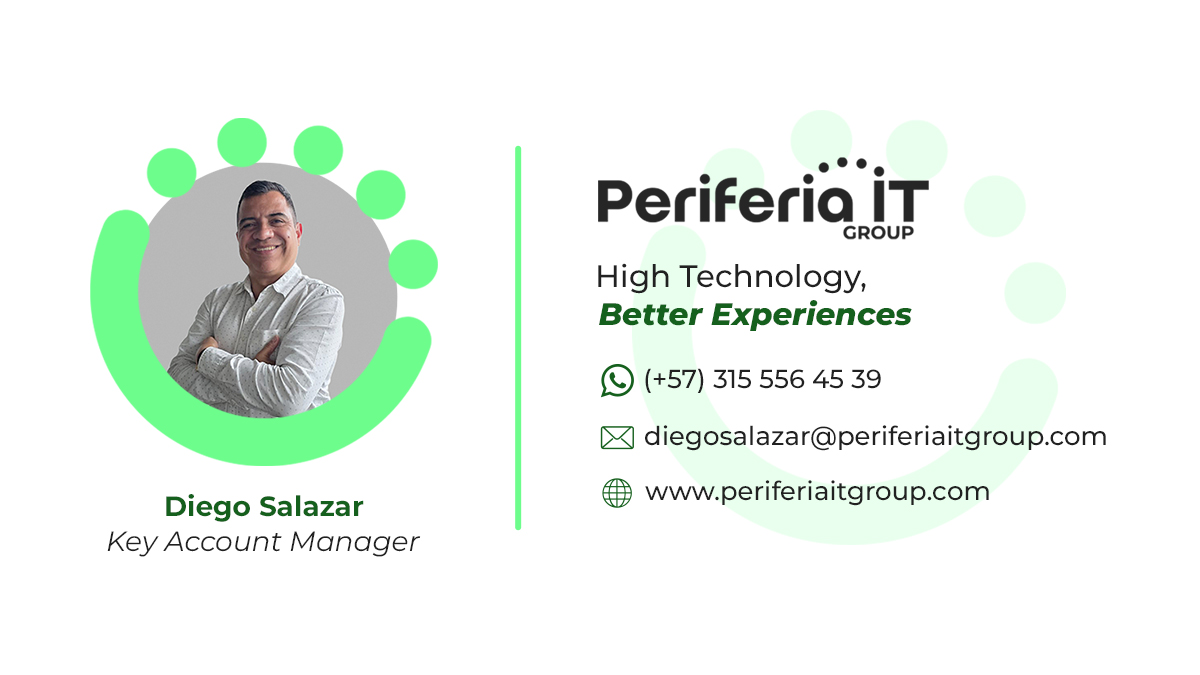 Diego Salazar
Key Account Manager
Periferia IT
GROUP
High Technology,
Better Experiences
(+57) 315 556 45 39
diegosalazar@periferiaitgroup.com
www.periferiaitgroup.com